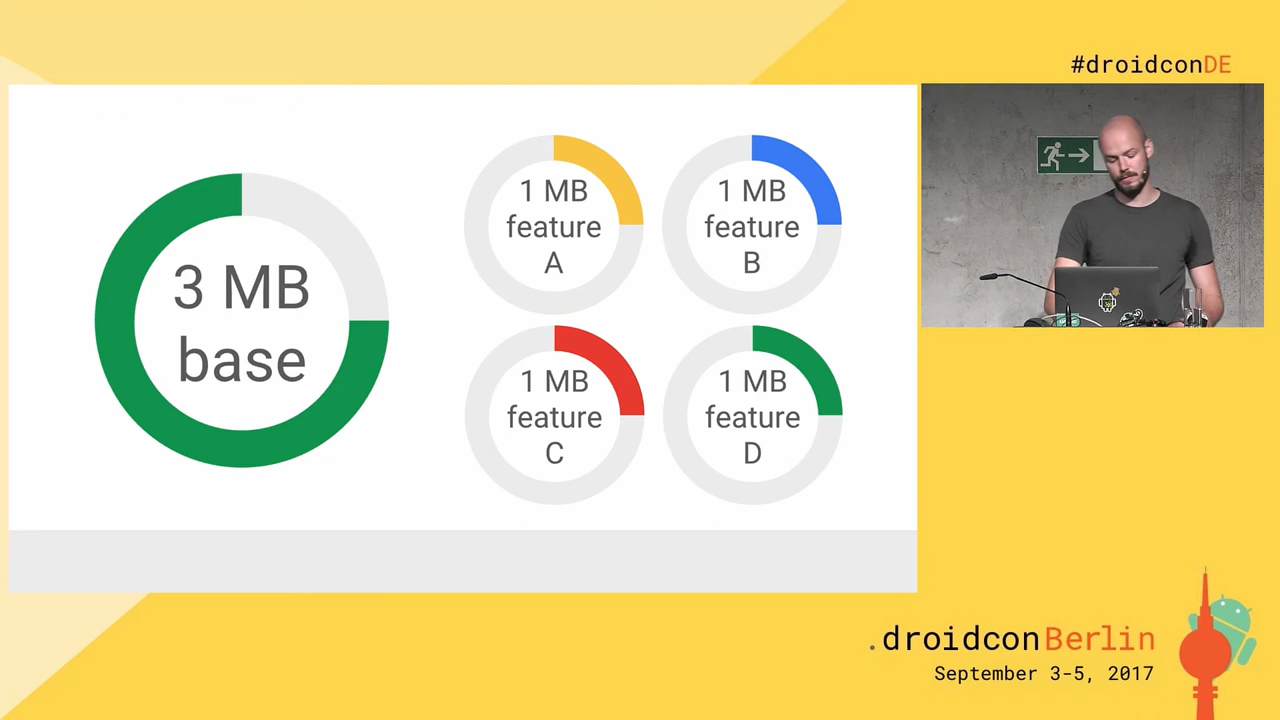 #droidconDE
3 MB
base
1 MB
feature
A
1 MB
feature
B
1 MB
feature
C
1 MB
feature
D
.droidconBerlin
September 3-5, 2017